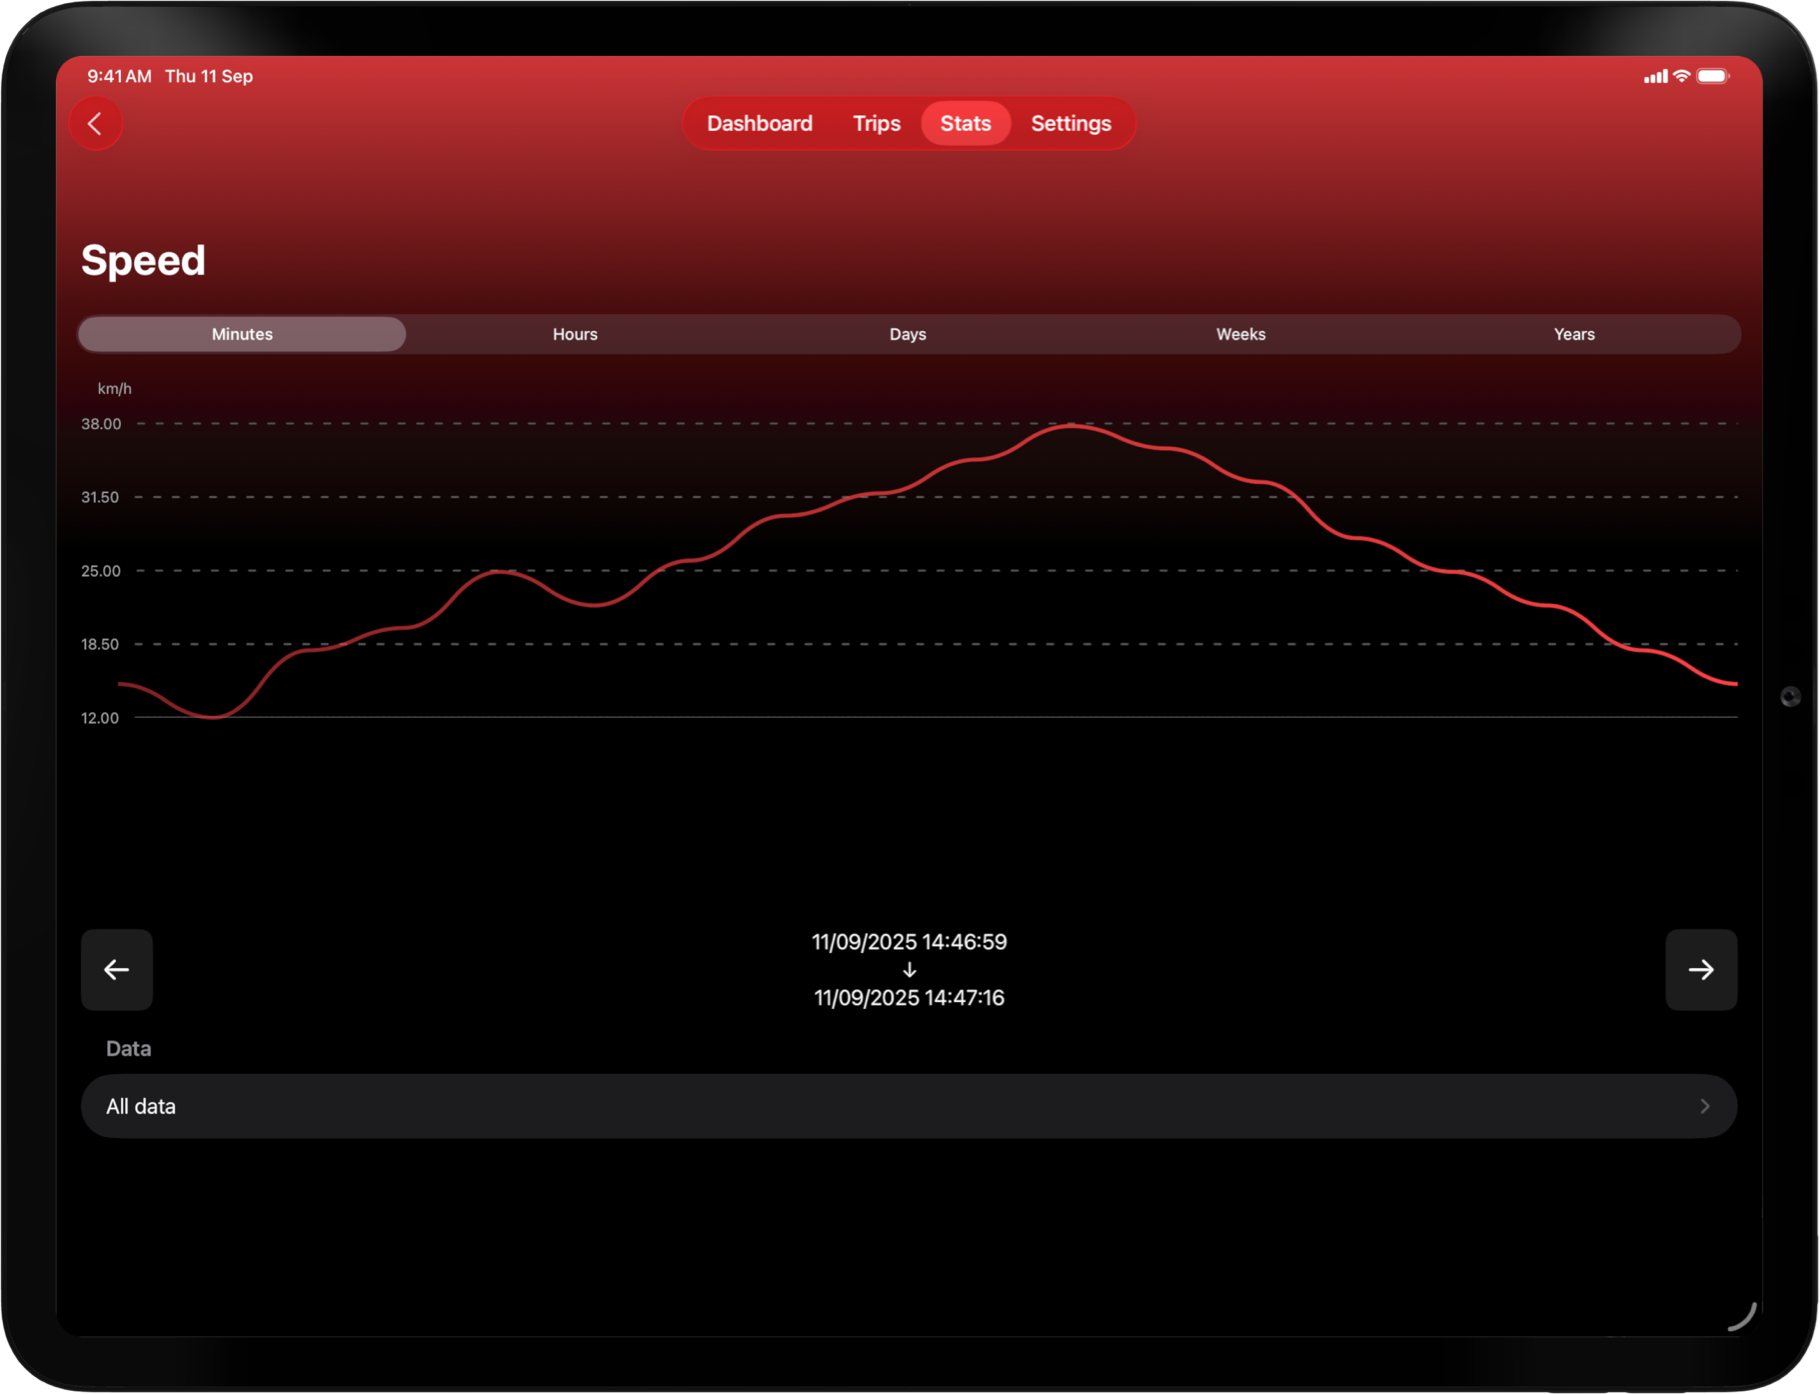 9:41 AM Thu 11 Sep
Dashboard Trips Stats Settings
Speed
Minutes Hours Days Weeks Years
km/h
38.00
31.50
25.00
18.50
12.00
11/09/2025 14:46:59
↓
11/09/2025 14:47:16
Data
All data